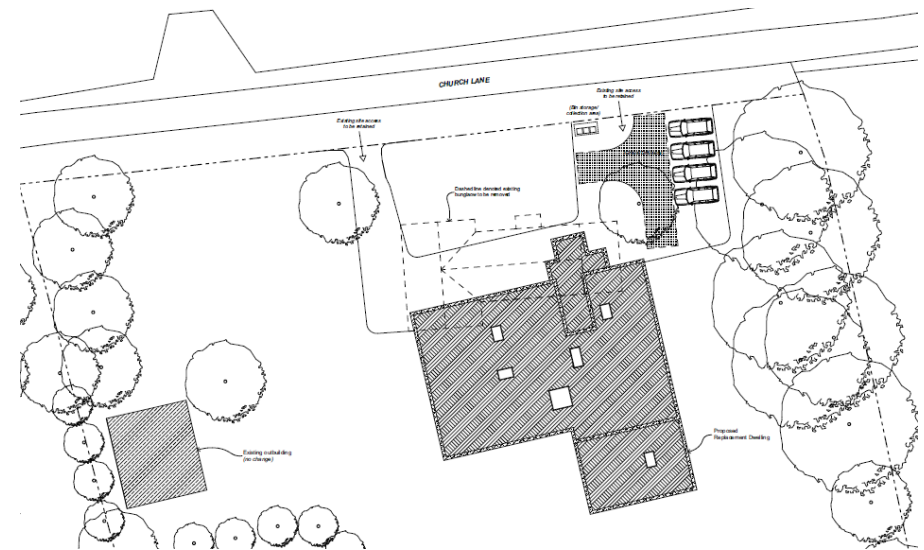 CHURCH LANE
Existing site access
to be retained
(Bin storage/
collection area)
Existing site access
to be retained
Dashed line denotes existing
bungalow to be removed
Proposed
Replacement Dwelling
Existing outbuilding
(no change)